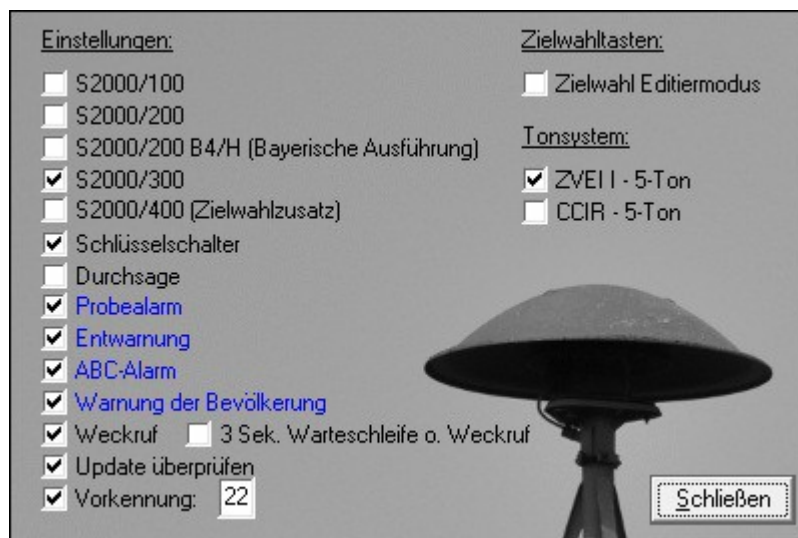 Einstellungen:
S2000/100
S2000/200
S2000/200 B4/H (Bayerische Ausführung)
S2000/300
S2000/400 (Zielwahlzusatz)
Schlüsselschalter
Durchsage
Probealarm
Entwarnung
ABC-Alarm
Warnung der Bevölkerung
Weckruf 3 Sek. Warteschleife o. Weckruf
Update überprüfen
Vorkennung: 22
Zielwahltasten:
Zielwahl Editiermodus
Tonsystem:
ZVEI I - 5-Ton
CCIR - 5-Ton
Schließen